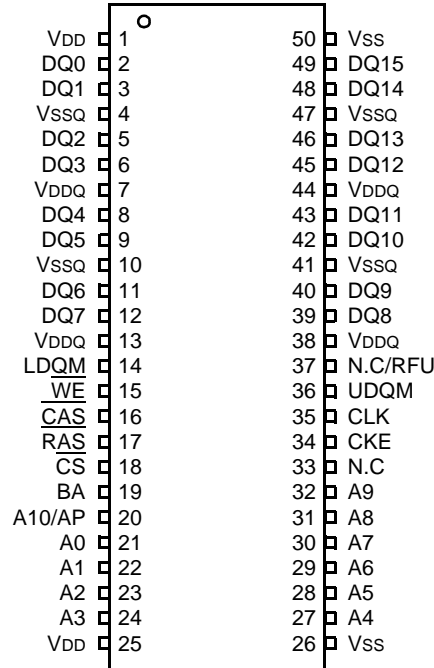 VDD 1 50 VSS
DQ0 2 49 DQ15
DQ1 3 48 DQ14
VSSQ 4 47 VSSQ
DQ2 5 46 DQ13
DQ3 6 45 DQ12
VDDQ 7 44 VDDQ
DQ4 8 43 DQ11
DQ5 9 42 DQ10
VSSQ 10 41 VSSQ
DQ6 11 40 DQ9
DQ7 12 39 DQ8
VDDQ 13 38 VDDQ
LDQM 14 37 N.C/RFU
W̅E̅ 15 36 UDQM
C̅A̅S̅ 16 35 CLK
R̅A̅S̅ 17 34 CKE
C̅S̅ 18 33 N.C
BA 19 32 A9
A10/AP 20 31 A8
A0 21 30 A7
A1 22 29 A6
A2 23 28 A5
A3 24 27 A4
VDD 25 26 VSS